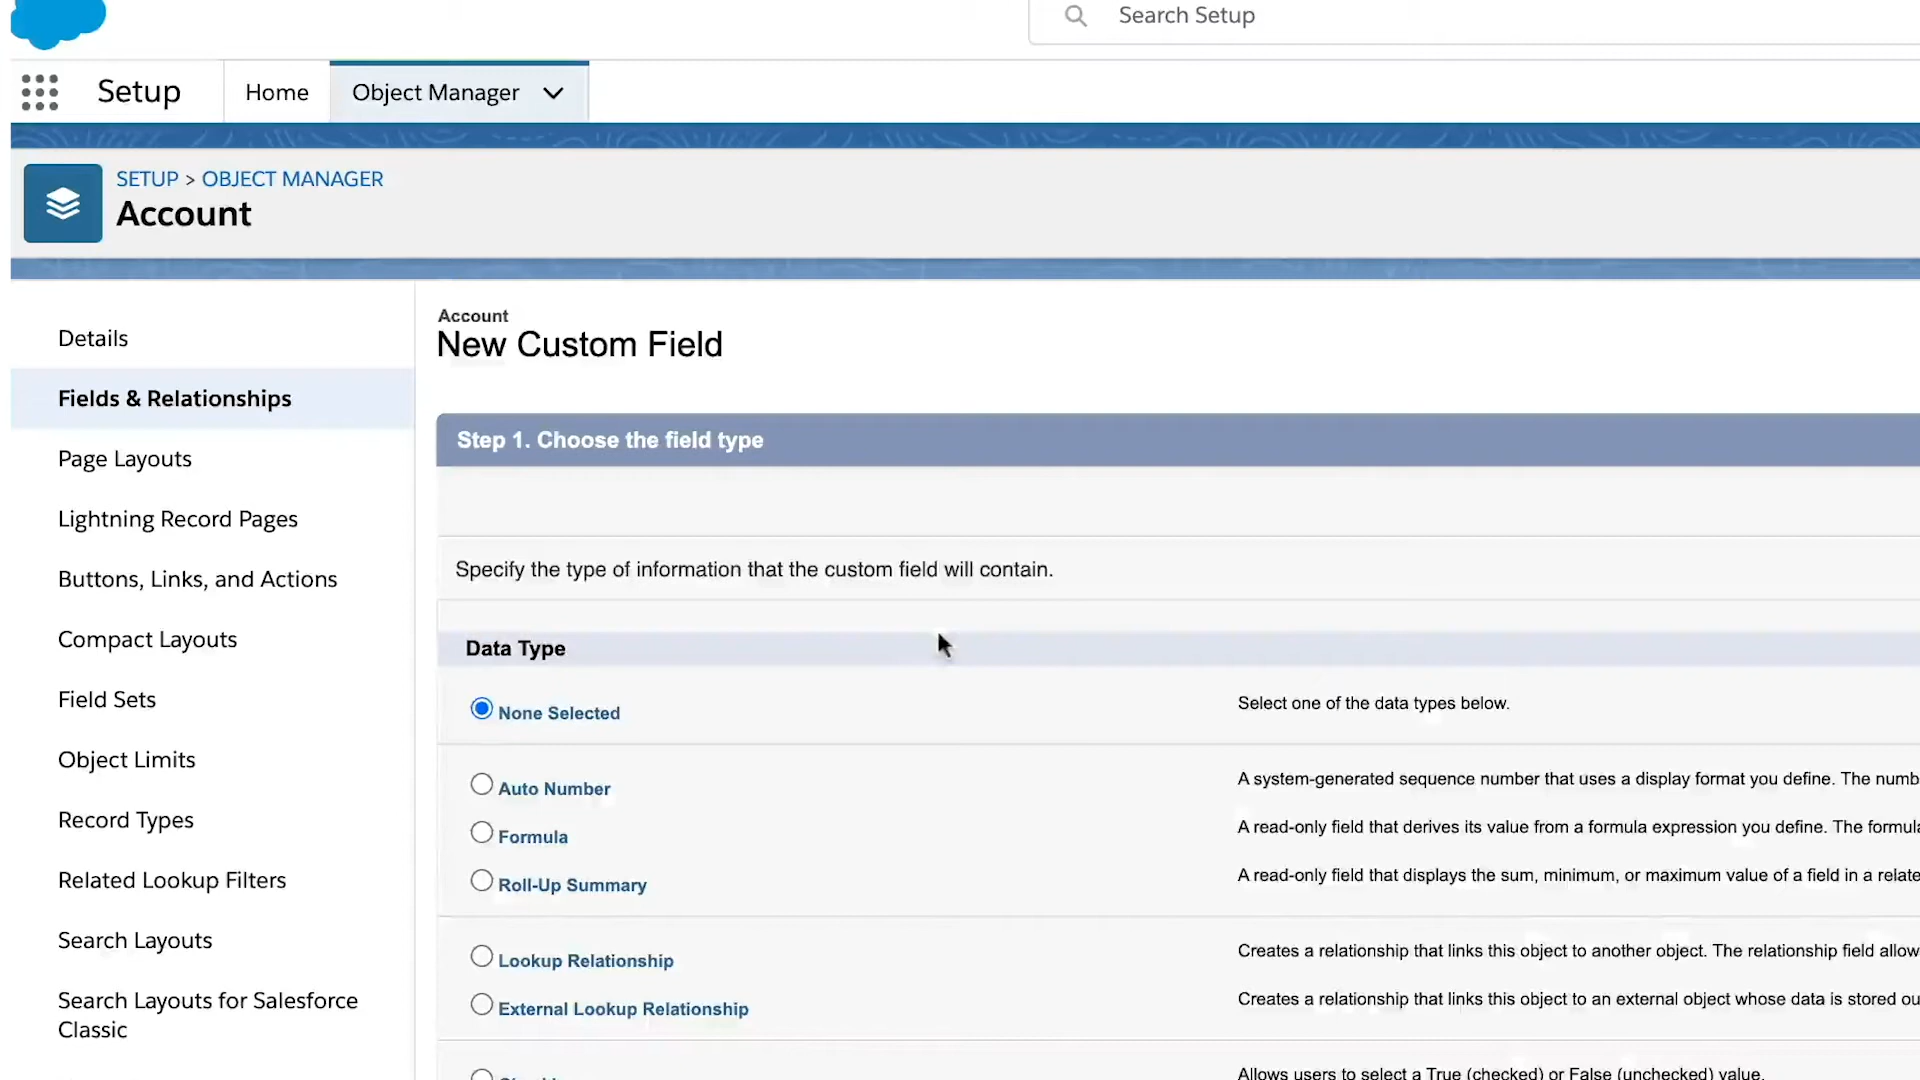 Search Setup
Setup
Home
Object Manager
SETUP > OBJECT MANAGER
Account
Details
Fields & Relationships
Page Layouts
Lightning Record Pages
Buttons, Links, and Actions
Compact Layouts
Field Sets
Object Limits
Record Types
Related Lookup Filters
Search Layouts
Search Layouts for Salesforce
Classic
Account
New Custom Field
Step 1. Choose the field type
Specify the type of information that the custom field will contain.
Data Type
None Selected
Select one of the data types below.
Auto Number
A system-generated sequence number that uses a display format you define. The numb
Formula
A read-only field that derives its value from a formula expression you define. The formula
Roll-Up Summary
A read-only field that displays the sum, minimum, or maximum value of a field in a relate
Lookup Relationship
Creates a relationship that links this object to another object. The relationship field allow
External Lookup Relationship
Creates a relationship that links this object to an external object whose data is stored ou
Allows users to select a True (checked) or False (unchecked) value.